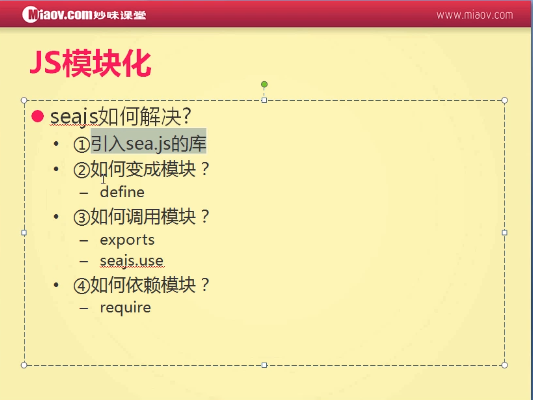 Miaov.com妙味课堂
www.miaov.com
JS模块化
seajs如何解决?
①引入sea.js的库
②如何变成模块？
– define
③如何调用模块？
– exports
– seajs.use
④如何依赖模块？
– require